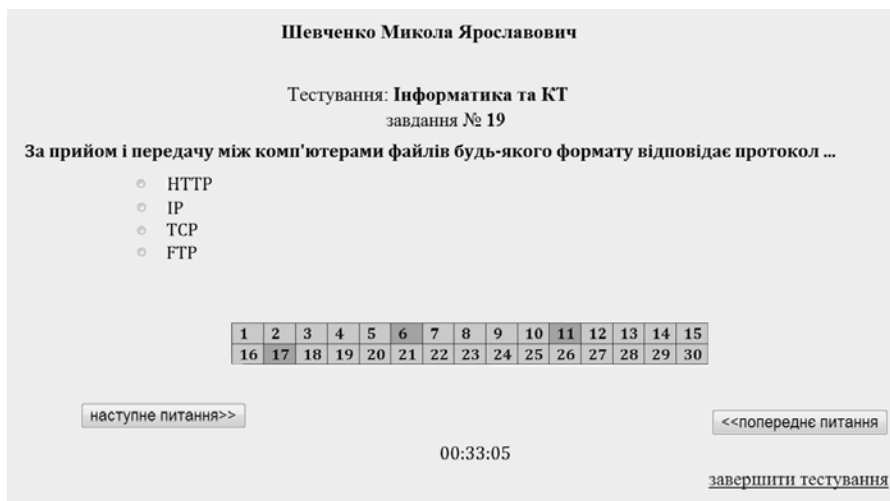 Шевченко Микола Ярославович
Тестування: Інформатика та КТ
завдання № 19
За прийом і передачу між комп'ютерами файлів будь-якого формату відповідає протокол ...
HTTP
IP
TCP
FTP
1 2 3 4 5 6 7 8 9 10 11 12 13 14 15
16 17 18 19 20 21 22 23 24 25 26 27 28 29 30
наступне питання>>
<<попереднє питання
00:33:05
завершити тестування